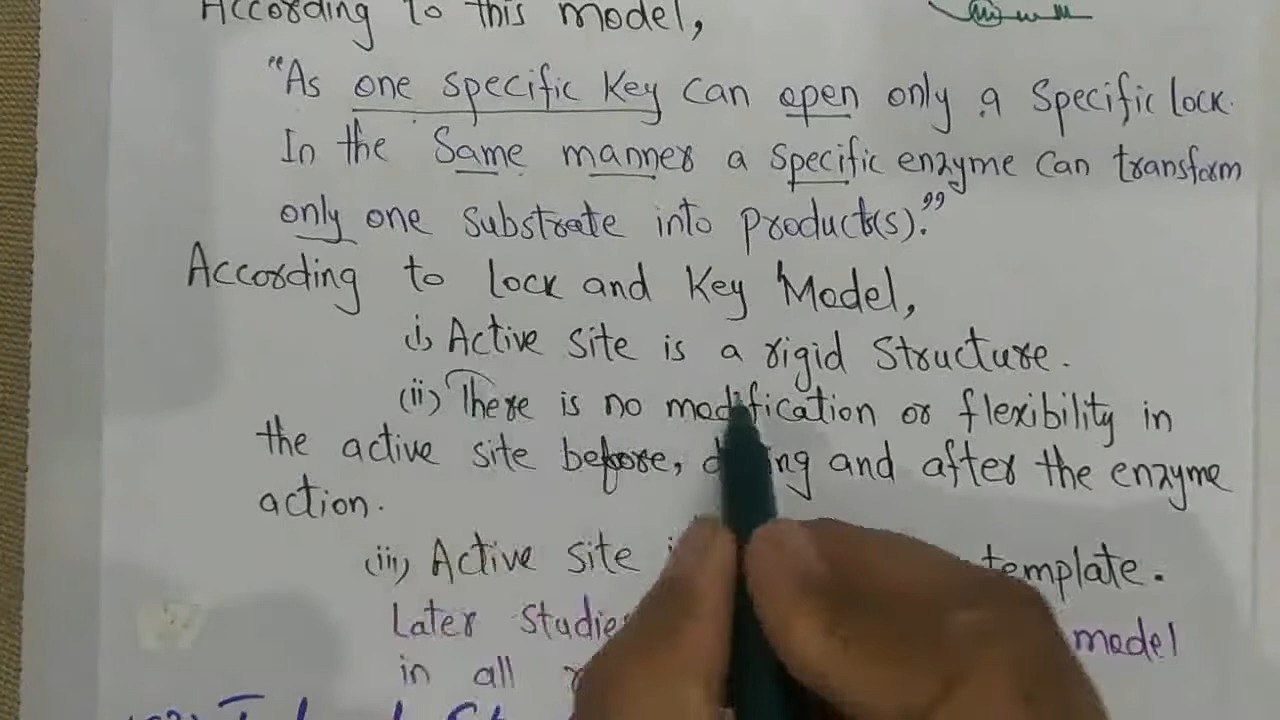 According to this model,
"As one specific Key can open only a specific lock.
In the Same manner a specific enzyme can transform
only one substrate into product(s)."
According to lock and Key Model,
(i) Active site is a rigid structure.
(ii) There is no modification or flexibility in
the active site before, and after the enzyme
action.
(iii) Active site template.
Later model
in all